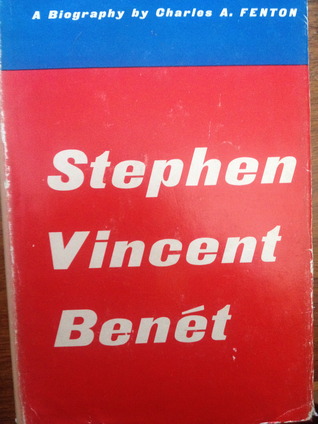 A Biography by Charles A. FENTON
Stephen
Vincent
Benét